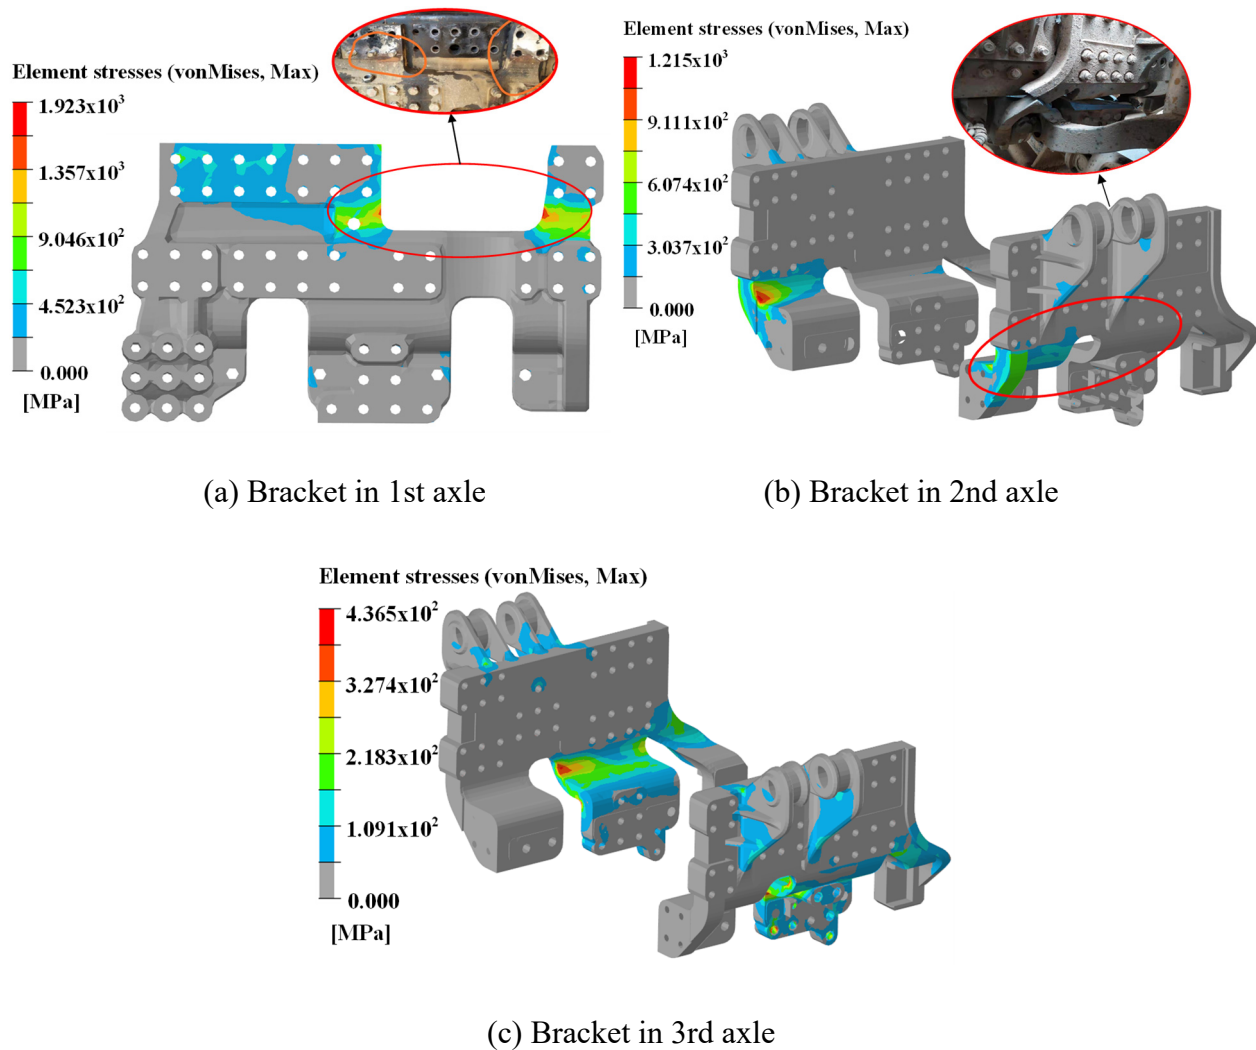 Element stresses (vonMises, Max)
1.923x10³
1.357x10³
9.046x10²
4.523x10²
0.000
[MPa]
(a) Bracket in 1st axle
Element stresses (vonMises, Max)
1.215x10³
9.111x10²
6.074x10²
3.037x10²
0.000
[MPa]
(b) Bracket in 2nd axle
Element stresses (vonMises, Max)
4.365x10²
3.274x10²
2.183x10²
1.091x10²
0.000
[MPa]
(c) Bracket in 3rd axle